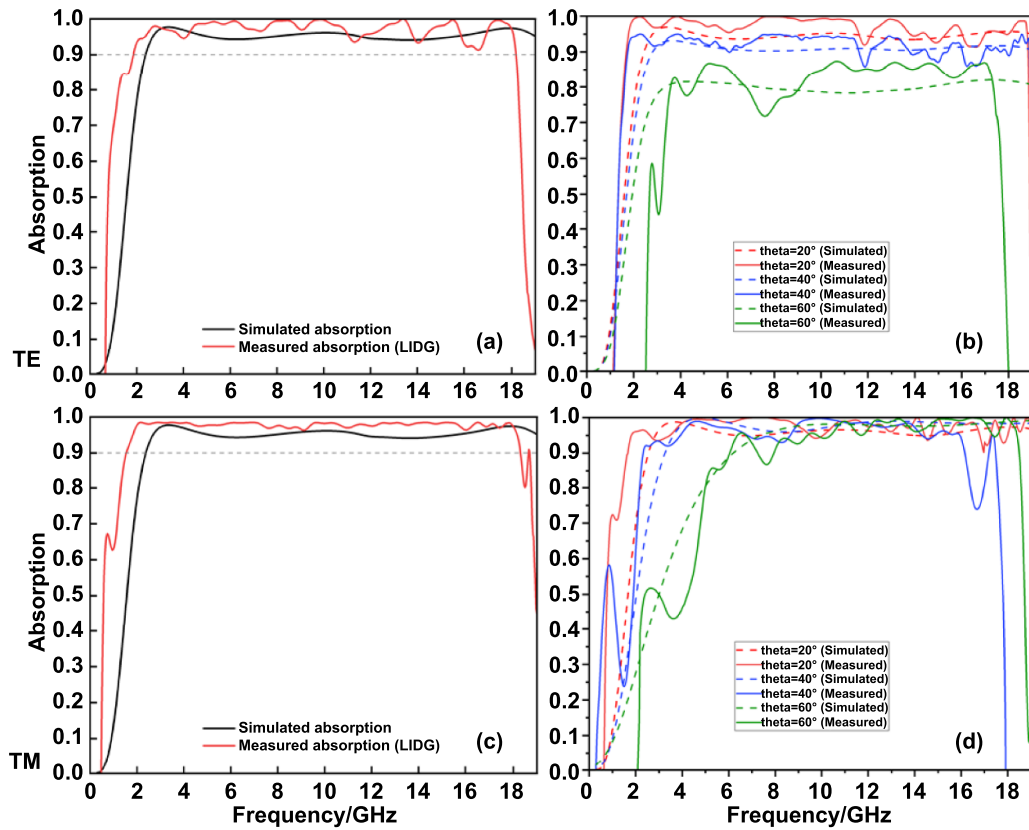 1.0
0.9
0.8
0.7
0.9
0.5
0.4
0.3
0.2
0.1
0.0
Absorption
TE
Simulated absorption
Measured absorption (LIDG)
(a)
0 2 4 6 8 10 12 14 16 18
1.0
0.9
0.8
0.7
0.9
0.5
0.4
0.3
0.2
0.1
0.0
theta=20° (Simulated)
theta=20° (Measured)
theta=40° (Simulated)
theta=40° (Measured)
theta=60° (Simulated)
theta=60° (Measured)
(b)
0 2 4 6 8 10 12 14 16 18
1.0
0.9
0.8
0.7
0.9
0.5
0.4
0.3
0.2
0.1
0.0
Absorption
TM
Simulated absorption
Measured absorption (LIDG)
(c)
0 2 4 6 8 10 12 14 16 18
Frequency/GHz
1.0
0.9
0.8
0.7
0.9
0.5
0.4
0.3
0.2
0.1
0.0
theta=20° (Simulated)
theta=20° (Measured)
theta=40° (Simulated)
theta=40° (Measured)
theta=60° (Simulated)
theta=60° (Measured)
(d)
0 2 4 6 8 10 12 14 16 18
Frequency/GHz